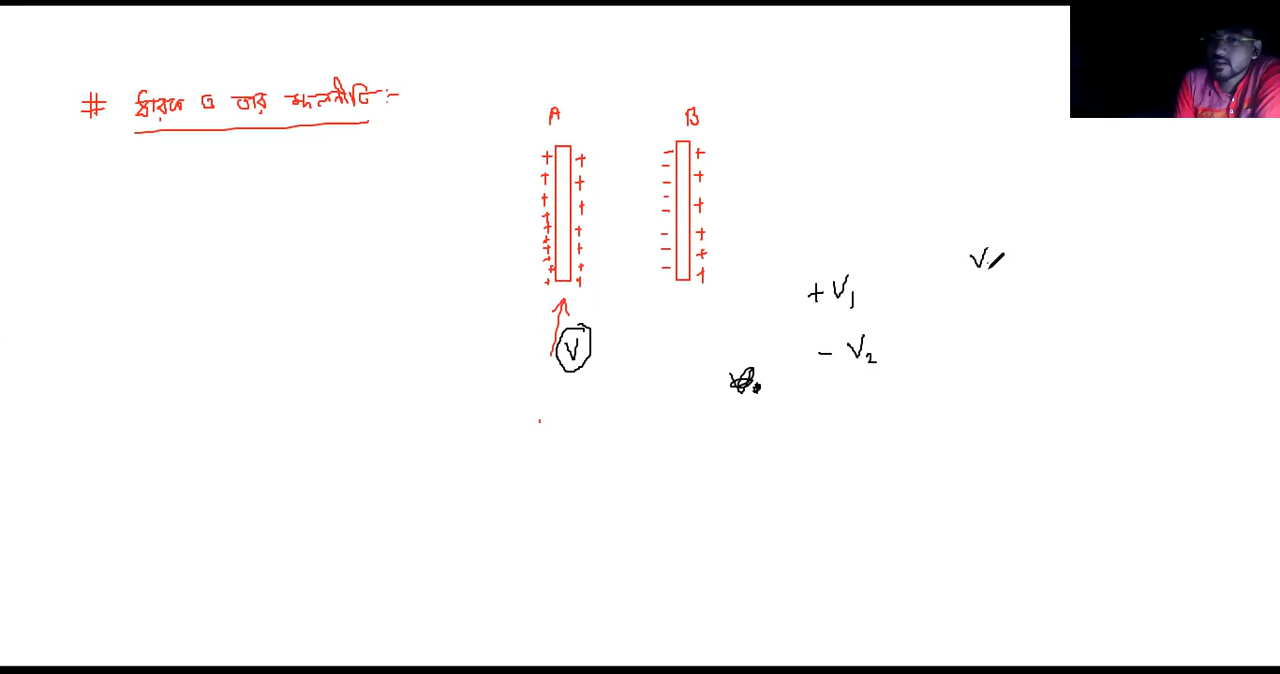 # ধারক ও তার মূলনীতি :-
A B
V
+ V₁
- V₂
V